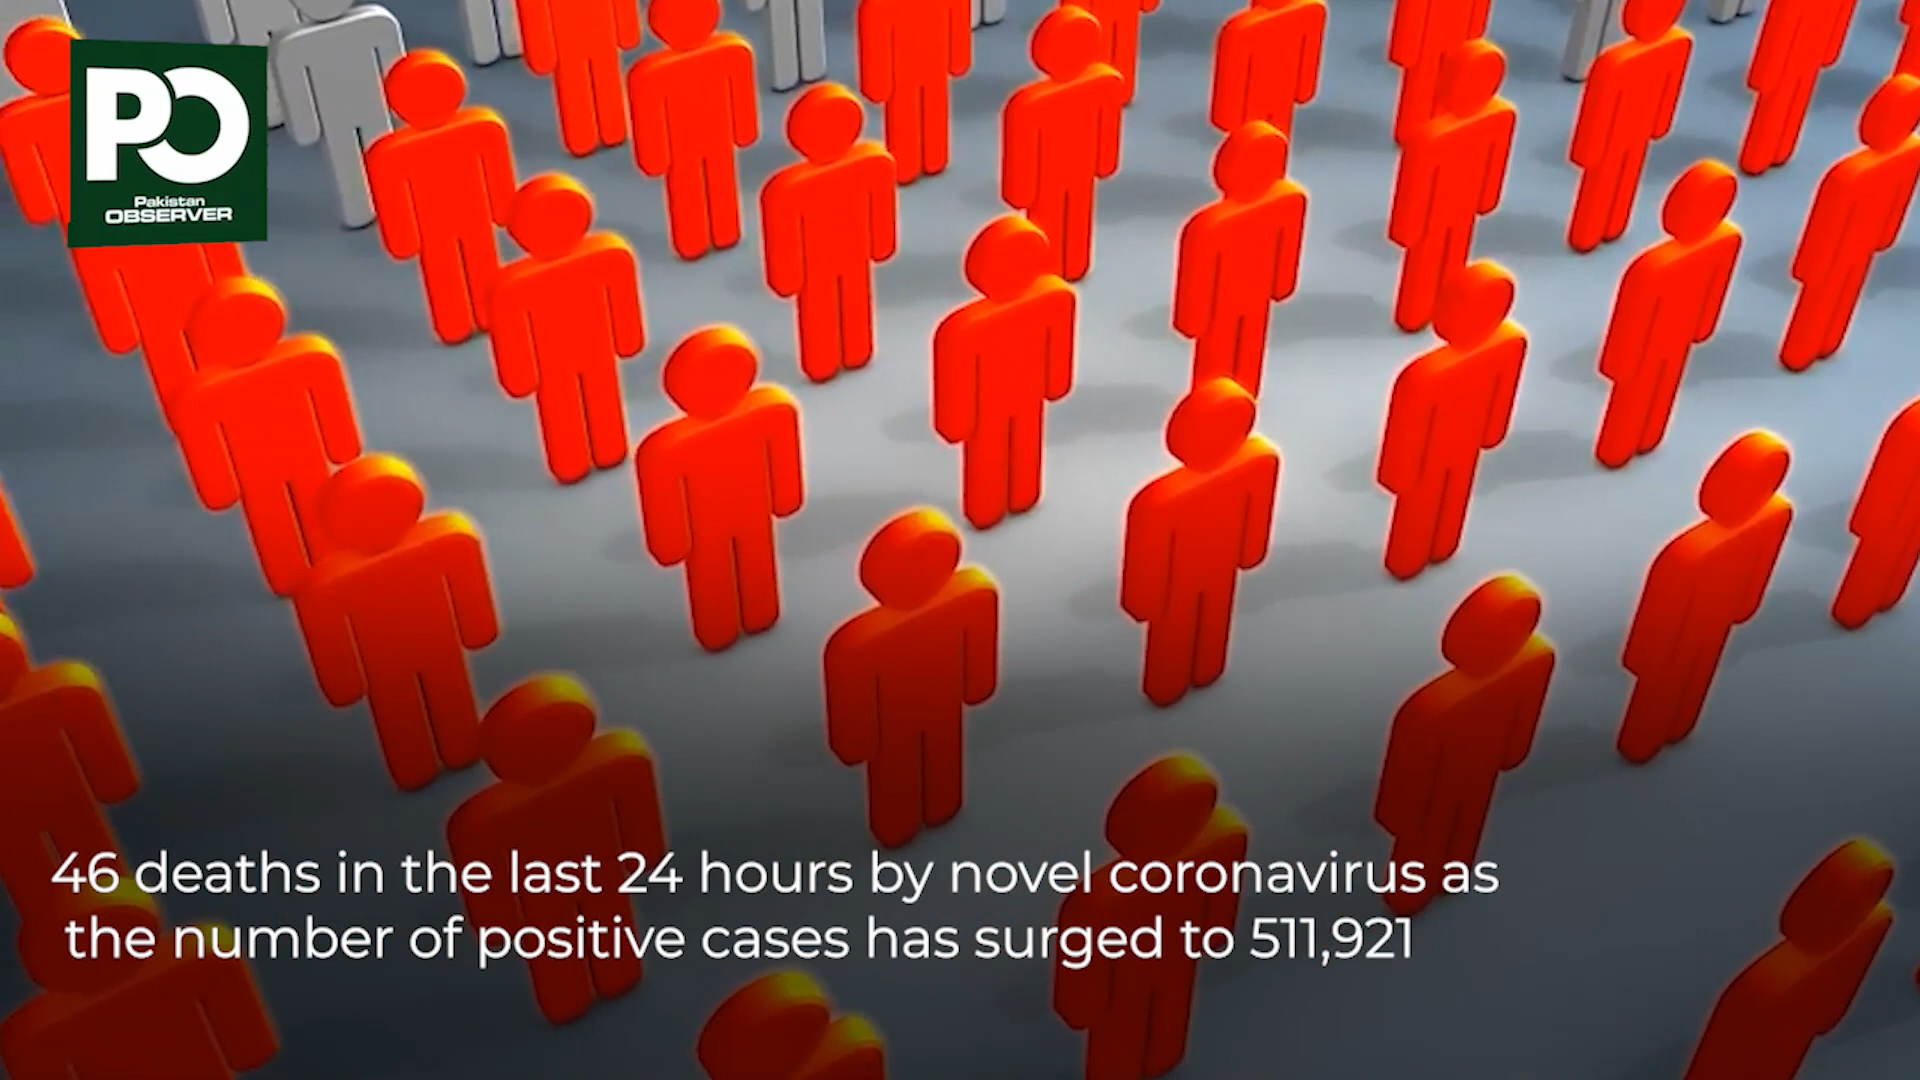 PO
Pakistan
OBSERVER
46 deaths in the last 24 hours by novel coronavirus as
the number of positive cases has surged to 511,921